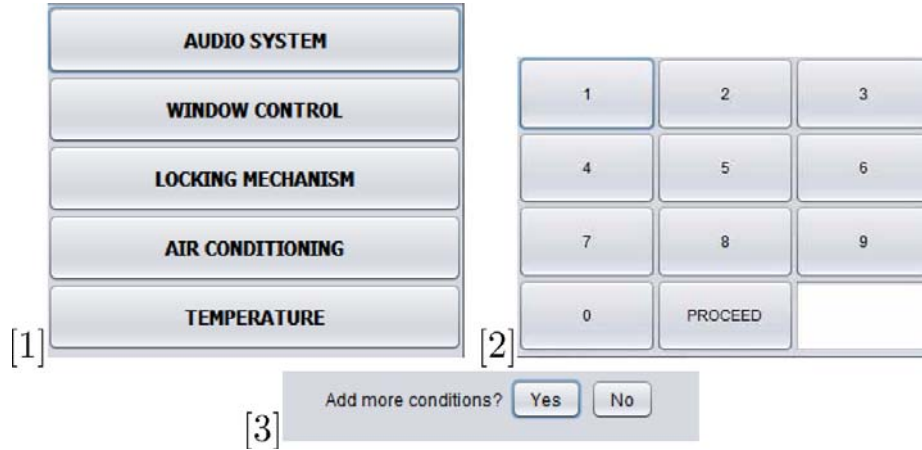 AUDIO SYSTEM
WINDOW CONTROL
LOCKING MECHANISM
AIR CONDITIONING
TEMPERATURE
[1]
1 2 3
4 5 6
7 8 9
0 PROCEED
[2]
Add more conditions? Yes No
[3]